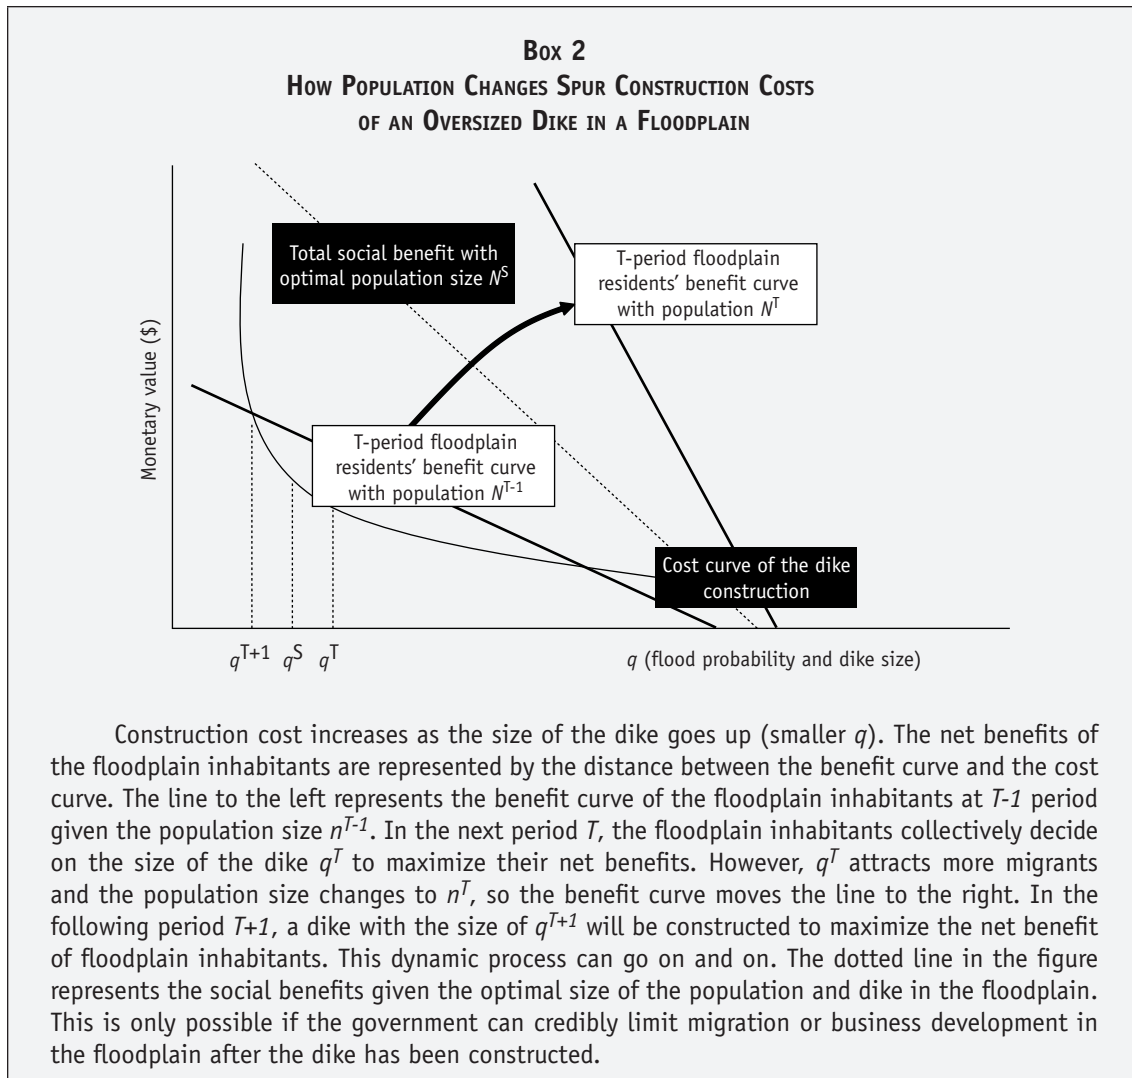 Box 2
How Population Changes Spur Construction Costs
of an Oversized Dike in a Floodplain
Total social benefit with
optimal population size N^S
T-period floodplain
residents' benefit curve
with population N^T
Monetary value ($)
T-period floodplain
residents' benefit curve
with population N^T-1
Cost curve of the dike
construction
q^T+1 q^S q^T q (flood probability and dike size)
Construction cost increases as the size of the dike goes up (smaller q). The net benefits of
the floodplain inhabitants are represented by the distance between the benefit curve and the cost
curve. The line to the left represents the benefit curve of the floodplain inhabitants at T-1 period
given the population size n^T-1. In the next period T, the floodplain inhabitants collectively decide
on the size of the dike q^T to maximize their net benefits. However, q^T attracts more migrants
and the population size changes to n^T, so the benefit curve moves the line to the right. In the
following period T+1, a dike with the size of q^T+1 will be constructed to maximize the net benefit
of floodplain inhabitants. This dynamic process can go on and on. The dotted line in the figure
represents the social benefits given the optimal size of the population and dike in the floodplain.
This is only possible if the government can credibly limit migration or business development in
the floodplain after the dike has been constructed.